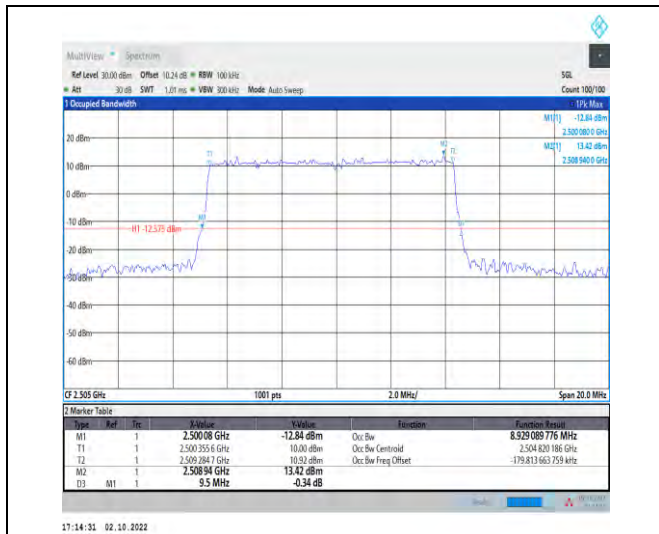 MultiView Spectrum
Ref Level 30.00 dBm Offset 10.24 dB RBW 100 kHz SGL
Att 30 dB SWT 1.01 ms VBW 300 kHz Mode Auto Sweep Count 100/100
1 Occupied Bandwidth 1Pk Max
M1[1] -12.84 dBm
2.500 080 0 GHz
M2[1] 13.42 dBm
2.508 940 0 GHz
20 dBm
M2
10 dBm
0 dBm
-10 dBm
H1 -12.575 dBm
-20 dBm
-30 dBm
-40 dBm
-50 dBm
-60 dBm
CF 2.505 GHz 1001 pts 2.0 MHz/ Span 20.0 MHz
2 Marker Table
Type Ref Trc X-Value Y-Value Function Function Result
M1 1 2.500 08 GHz -12.84 dBm Occ Bw 8.929 089 776 MHz
T1 1 2.500 355 6 GHz 10.00 dBm Occ Bw Centroid 2.504 820 186 GHz
T2 1 2.509 284 7 GHz 10.92 dBm Occ Bw Freq Offset -179.813 663 759 kHz
M2 1 2.508 94 GHz 13.42 dBm
D3 M1 1 9.5 MHz -0.34 dB
17:14:31 02.10.2022